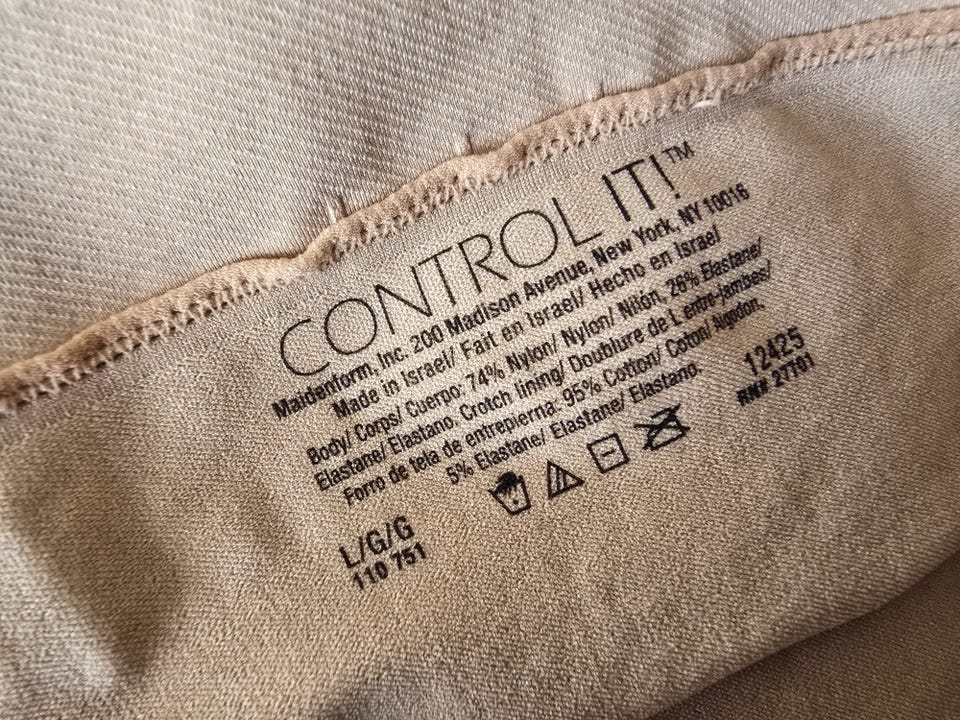 CONTROL IT!™
Maidenform, Inc. 200 Madison Avenue, New York, NY 10016
Made in Israel/ Fait en Israel/ Hecho en Israel
Body/ Corps/ Cuerpo: 74% Nylon/ Nylon/ Nilón, 26% Elastane/
Elastane/ Elastano. Crotch lining/ Doublure de L entre-jambes/
Forro de tela de entrepierna: 95% Cotton/ Coton/ Algodon.
5% Elastane/ Elastane/ Elastano.
12425
RW# 27701
L/G/G
110 751